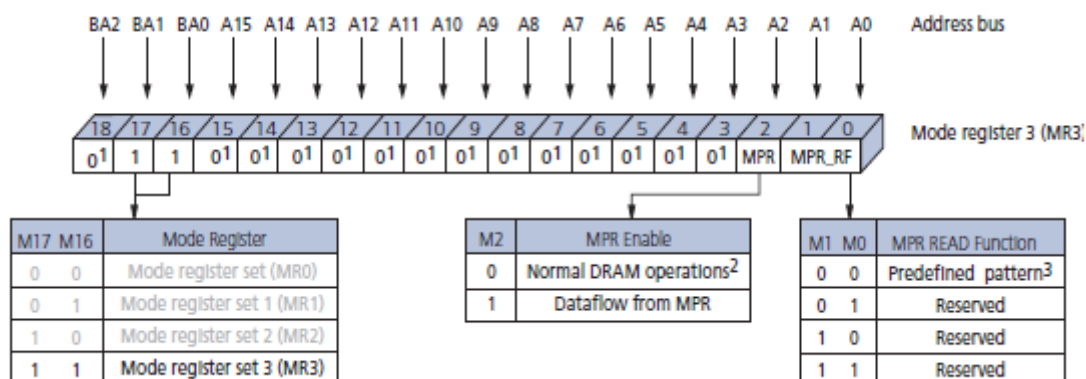 BA2 BA1 BA0 A15 A14 A13 A12 A11 A10 A9 A8 A7 A6 A5 A4 A3 A2 A1 A0 Address bus
18 17 16 15 14 13 12 11 10 9 8 7 6 5 4 3 2 1 0 Mode register 3 (MR3)
0¹ 1 1 0¹ 0¹ 0¹ 0¹ 0¹ 0¹ 0¹ 0¹ 0¹ 0¹ 0¹ 0¹ 0¹ MPR MPR_RF
M17 M16 Mode Register
0 0 Mode register set (MR0)
0 1 Mode register set 1 (MR1)
1 0 Mode register set 2 (MR2)
1 1 Mode register set 3 (MR3)
M2 MPR Enable
0 Normal DRAM operations²
1 Dataflow from MPR
M1 M0 MPR READ Function
0 0 Predefined pattern³
0 1 Reserved
1 0 Reserved
1 1 Reserved